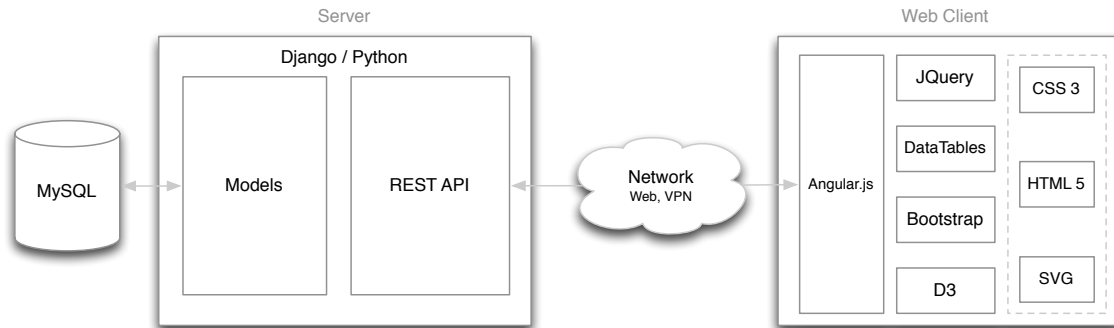 Server
Web Client
Django / Python
MySQL
Models
REST API
Network
Web, VPN
Angular.js
JQuery
DataTables
Bootstrap
D3
CSS 3
HTML 5
SVG